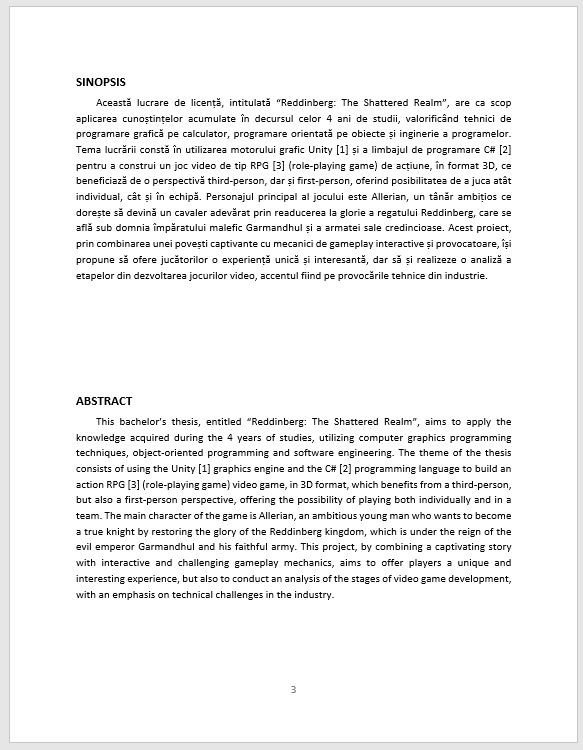 SINOPSIS
Această lucrare de licență, intitulată “Reddinberg: The Shattered Realm”, are ca scop
aplicarea cunoștințelor acumulate în decursul celor 4 ani de studii, valorificând tehnici de
programare grafică pe calculator, programare orientată pe obiecte și inginerie a programelor.
Tema lucrării constă în utilizarea motorului grafic Unity [1] și a limbajului de programare C# [2]
pentru a construi un joc video de tip RPG [3] (role-playing game) de acțiune, în format 3D, ce
beneficiază de o perspectivă third-person, dar și first-person, oferind posibilitatea de a juca atât
individual, cât și în echipă. Personajul principal al jocului este Allerian, un tânăr ambițios ce
dorește să devină un cavaler adevărat prin readucerea la glorie a regatului Reddinberg, care se
află sub domnia împăratului malefic Garmandhul și a armatei sale credincioase. Acest proiect,
prin combinarea unei povești captivante cu mecanici de gameplay interactive și provocatoare, își
propune să ofere jucătorilor o experiență unică și interesantă, dar să și realizeze o analiză a
etapelor din dezvoltarea jocurilor video, accentul fiind pe provocările tehnice din industrie.
ABSTRACT
This bachelor’s thesis, entitled “Reddinberg: The Shattered Realm”, aims to apply the
knowledge acquired during the 4 years of studies, utilizing computer graphics programming
techniques, object-oriented programming and software engineering. The theme of the thesis
consists of using the Unity [1] graphics engine and the C# [2] programming language to build an
action RPG [3] (role-playing game) video game, in 3D format, which benefits from a third-person,
but also a first-person perspective, offering the possibility of playing both individually and in a
team. The main character of the game is Allerian, an ambitious young man who wants to become
a true knight by restoring the glory of the Reddinberg kingdom, which is under the reign of the
evil emperor Garmandhul and his faithful army. This project, by combining a captivating story
with interactive and challenging gameplay mechanics, aims to offer players a unique and
interesting experience, but also to conduct an analysis of the stages of video game development,
with an emphasis on technical challenges in the industry.
3